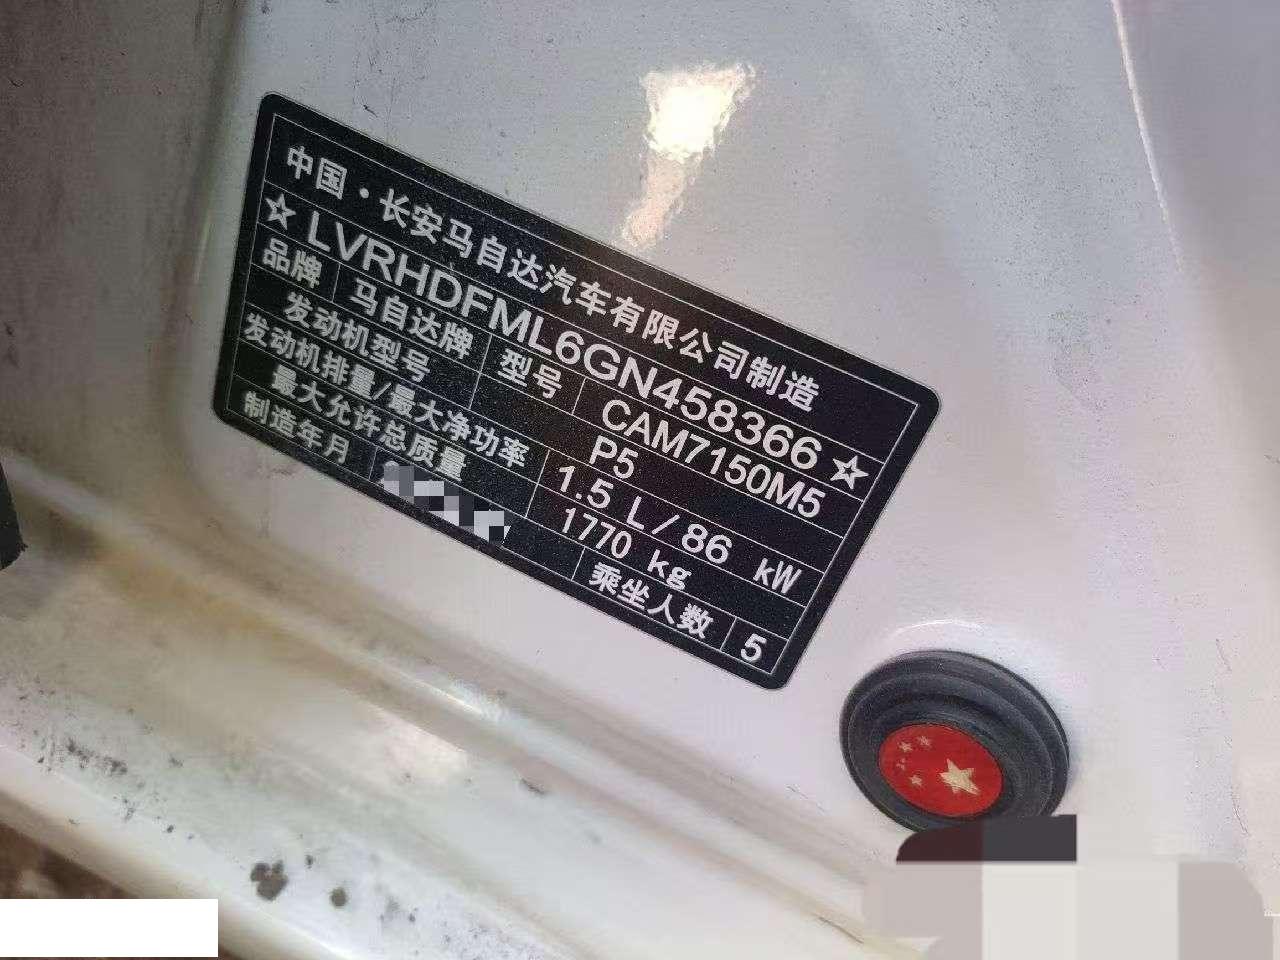 中国·长安马自达汽车有限公司制造
☆LVRHDFML6GN458366☆
品牌 马自达牌 型号 CAM7150M5
发动机型号 P5
发动机排量/最大净功率 1.5 L/86 kW
最大允许总质量 1770 kg
制造年月 乘坐人数 5